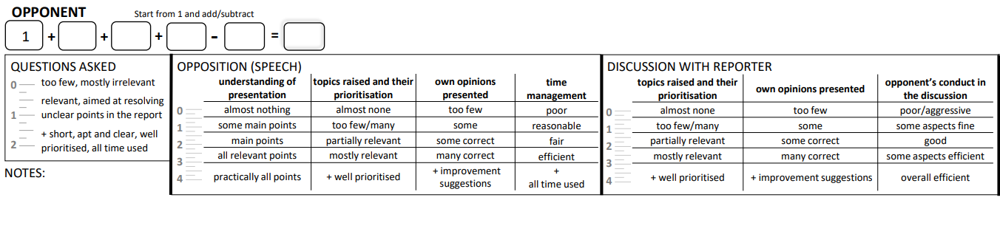 OPPONENT
Start from 1 and add/subtract
1 + + + - =
QUESTIONS ASKED
0 too few, mostly irrelevant
relevant, aimed at resolving
1 unclear points in the report
+ short, apt and clear, well
2 prioritised, all time used
NOTES:
OPPOSITION (SPEECH)
understanding of presentation topics raised and their prioritisation own opinions presented time management
0 almost nothing almost none too few poor
1 some main points too few/many some reasonable
2 main points partially relevant some correct fair
3 all relevant points mostly relevant many correct efficient
4 practically all points + well prioritised + improvement suggestions + all time used
DISCUSSION WITH REPORTER
topics raised and their prioritisation own opinions presented opponent's conduct in the discussion
0 almost none too few poor/aggressive
1 too few/many some some aspects fine
2 partially relevant some correct good
3 mostly relevant many correct some aspects efficient
4 + well prioritised + improvement suggestions overall efficient